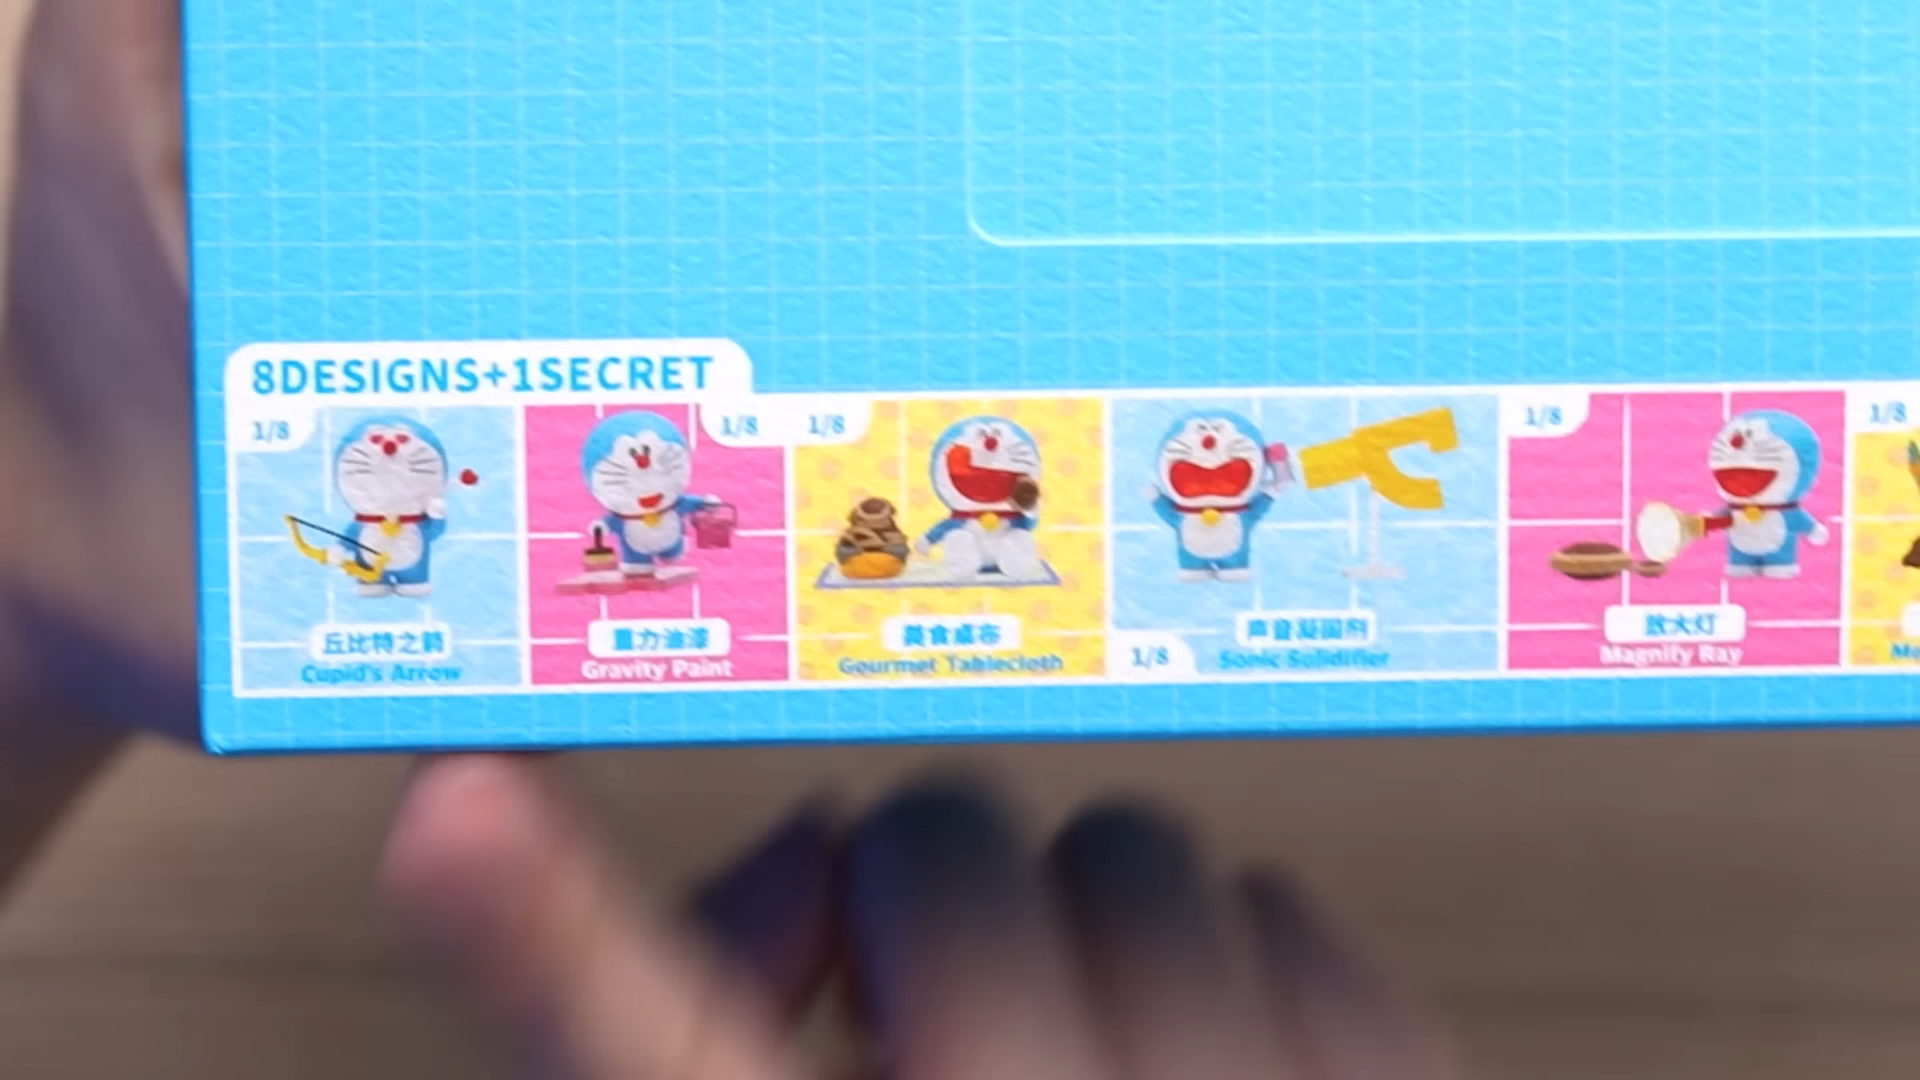 8DESIGNS+1SECRET
1/8
丘比特之箭
Cupid's Arrow
1/8
重力油漆
Gravity Paint
1/8
美食桌布
Gourmet Tablecloth
1/8
声音凝固剂
Sonic Solidifier
1/8
放大灯
Magnify Ray
1/8